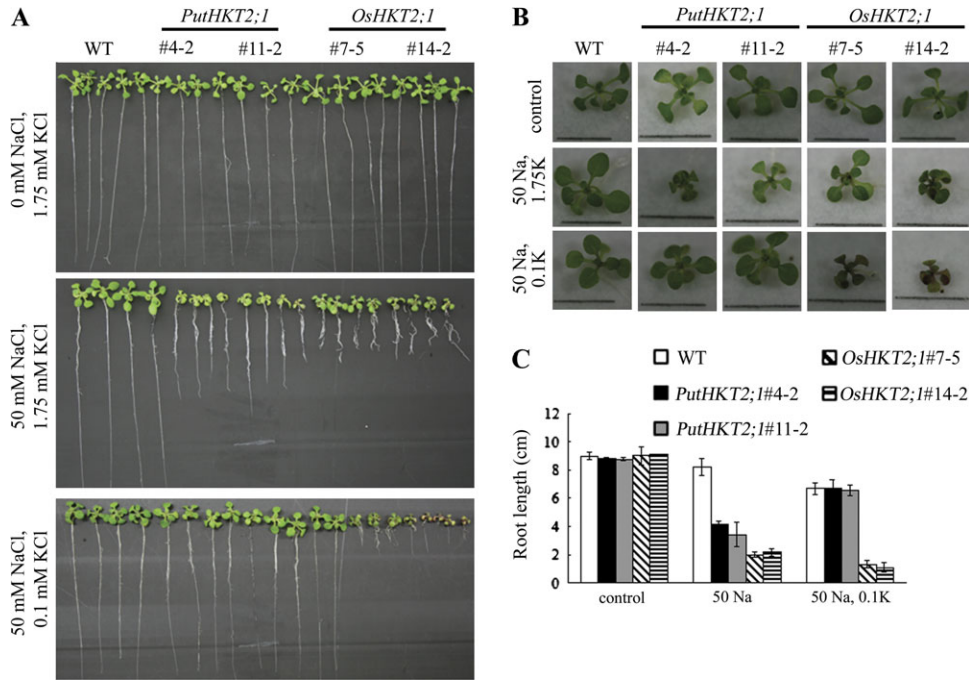 A
PutHKT2;1
OsHKT2;1
WT
#4-2
#11-2
#7-5
#14-2
0 mM NaCl,
1.75 mM KCl
50 mM NaCl,
1.75 mM KCl
50 mM NaCl,
0.1 mM KCl
B
PutHKT2;1
OsHKT2;1
WT
#4-2
#11-2
#7-5
#14-2
control
50 Na,
1.75K
50 Na,
0.1K
C
WT
PutHKT2;1#4-2
PutHKT2;1#11-2
OsHKT2;1#7-5
OsHKT2;1#14-2
Root length (cm)
12
10
8
6
4
2
0
control
50 Na
50 Na, 0.1K